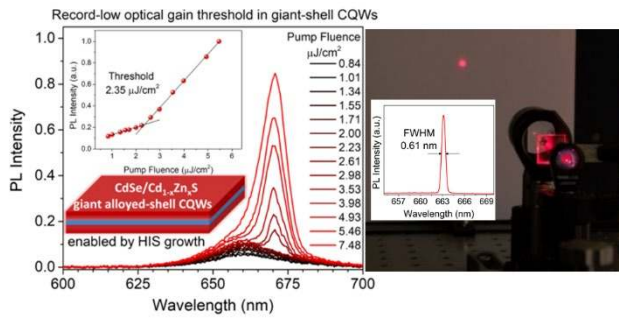 Record-low optical gain threshold in giant-shell CQWs
PL Intensity (a.u.)
1.0
0.8
0.6
0.4
0.2
0.0
600
625
650
675
700
Wavelength (nm)
PL Intensity (a.u.)
1.0
0.8
0.6
0.4
0.2
0.0
1
2
3
4
5
6
Pump Fluence (μJ/cm²)
Threshold
2.35 μJ/cm²
CdSe/Cd₁₋ₓZnₓS
giant alloyed-shell CQWs
enabled by HIS growth
Pump Fluence
μJ/cm²
0.84
1.01
1.34
1.55
1.71
2.00
2.23
2.61
2.98
3.53
3.98
4.93
5.46
7.48
PL Intensity (a.u.)
FWHM
0.61 nm
657
660
663
666
669
Wavelength (nm)